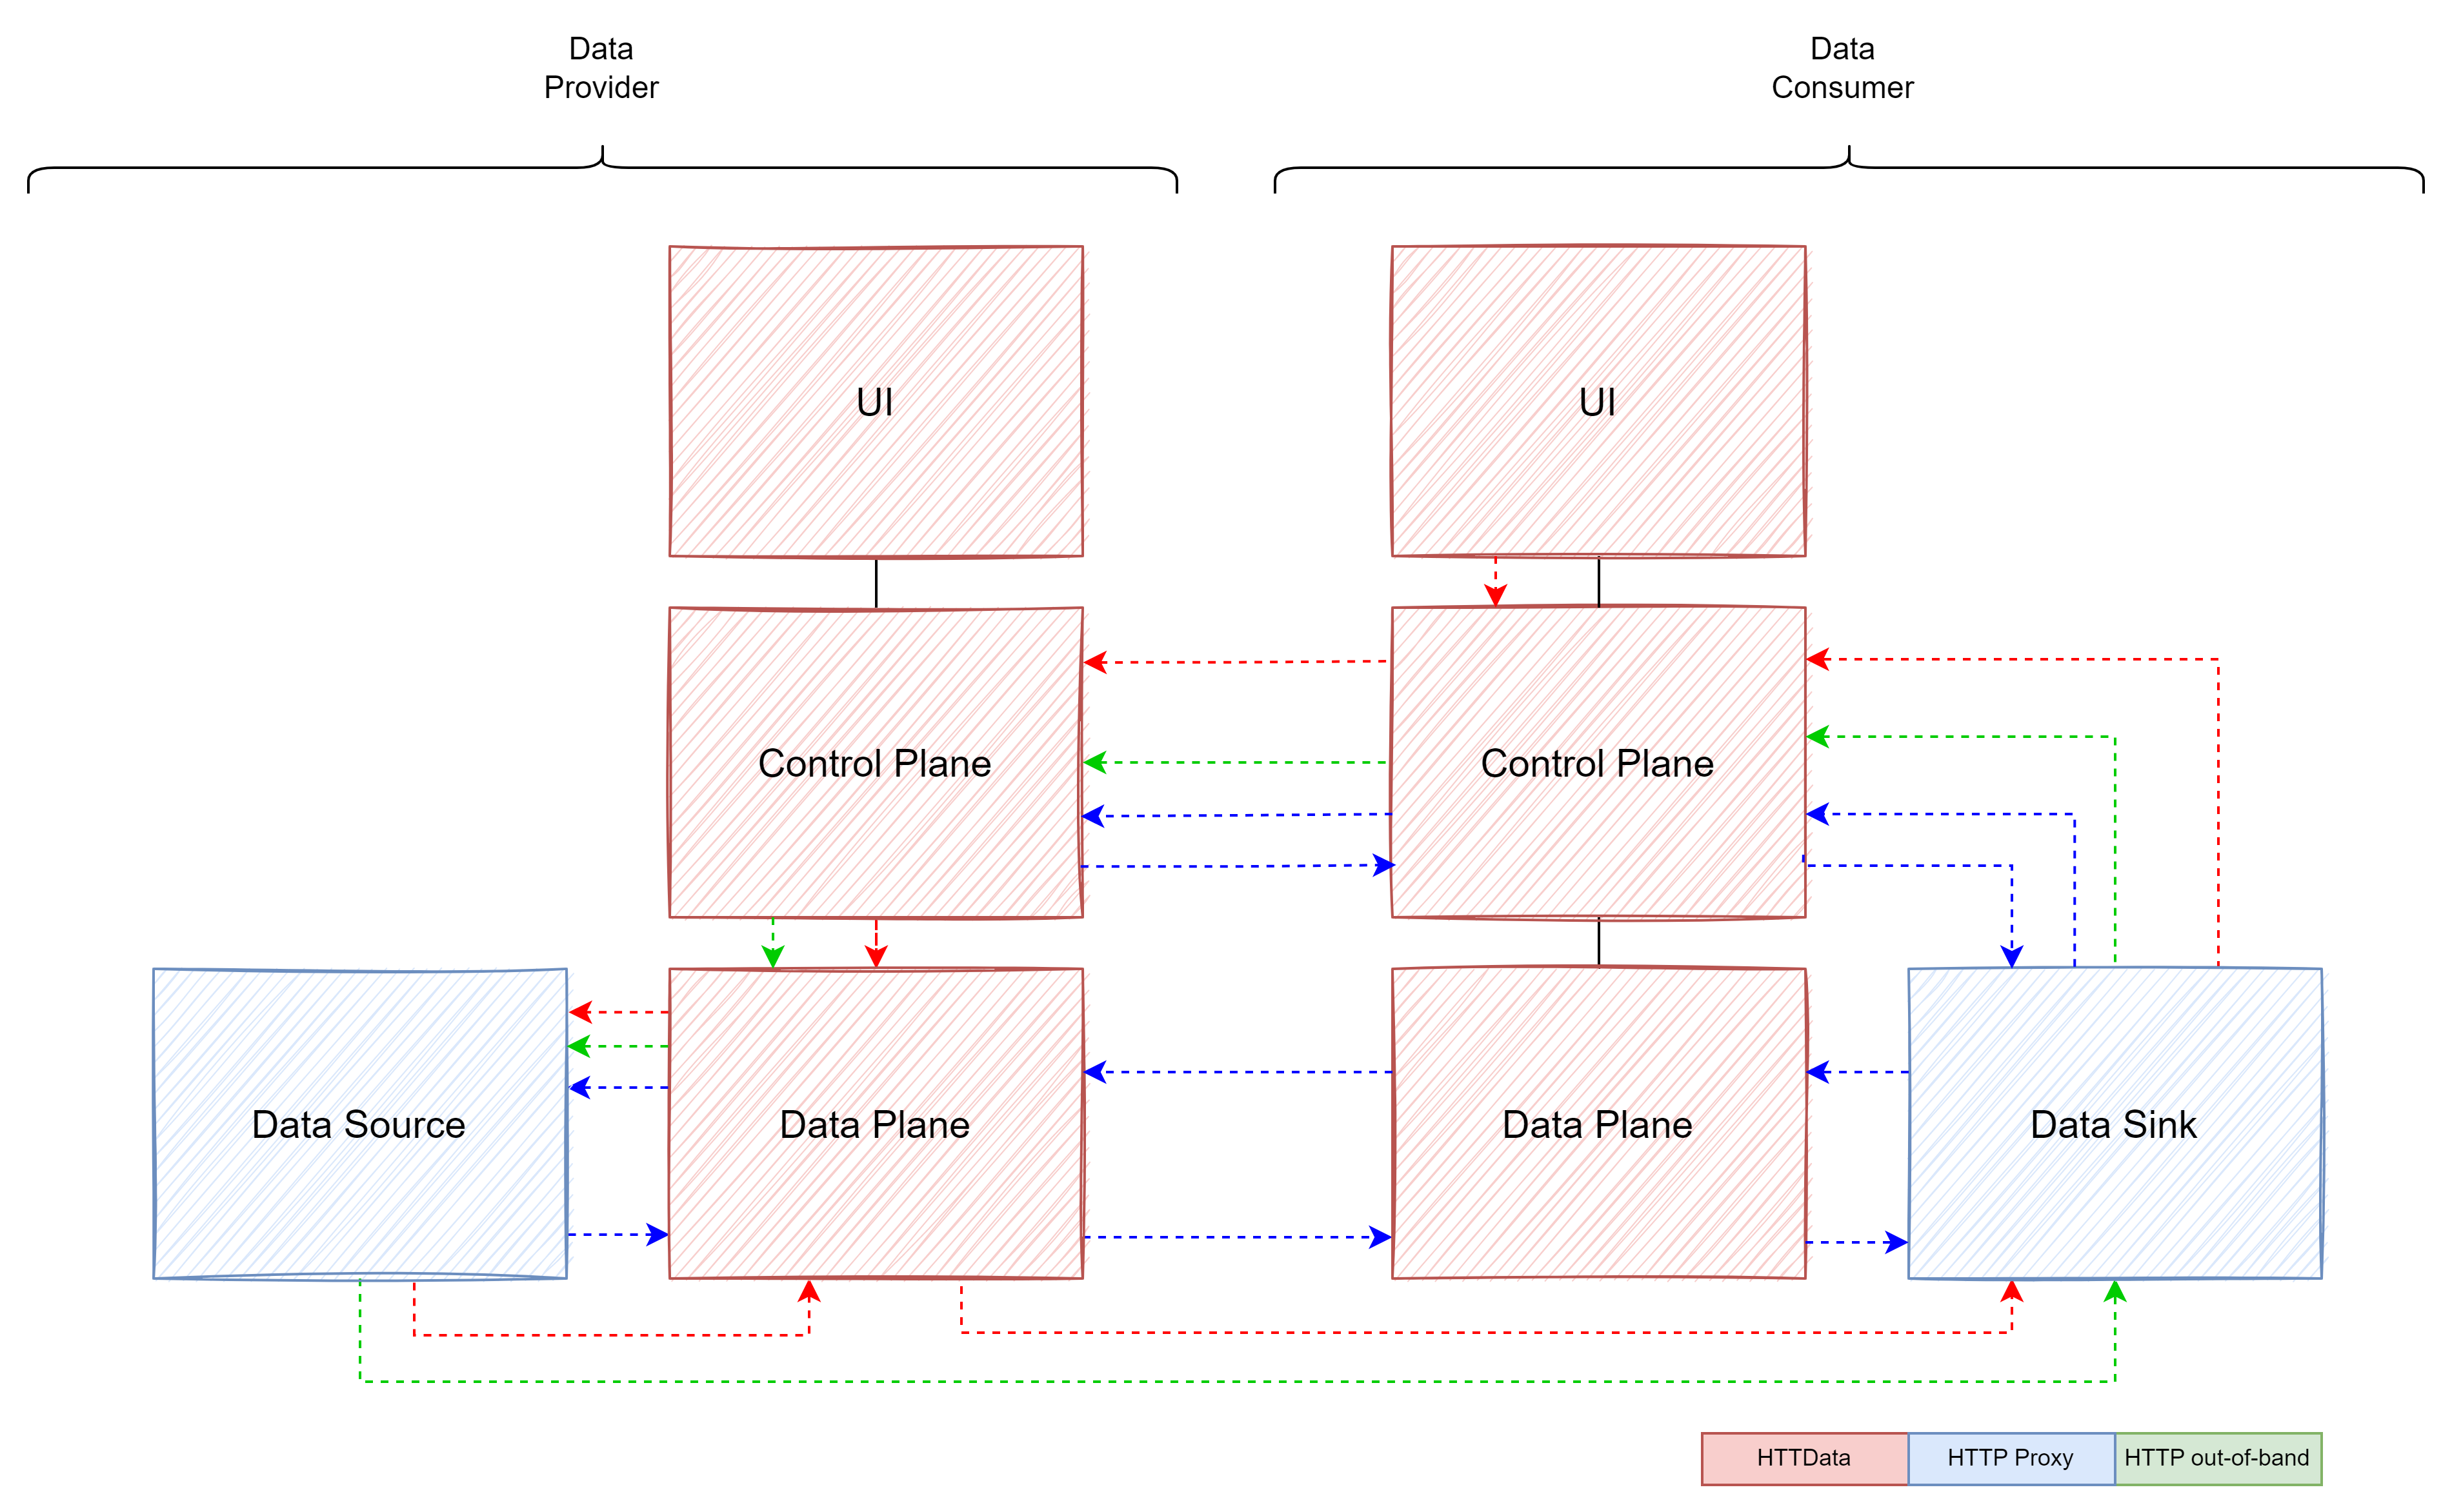 Data
Provider
Data
Consumer
UI
UI
Control Plane
Control Plane
Data Source
Data Plane
Data Plane
Data Sink
HTTData
HTTP Proxy
HTTP out-of-band